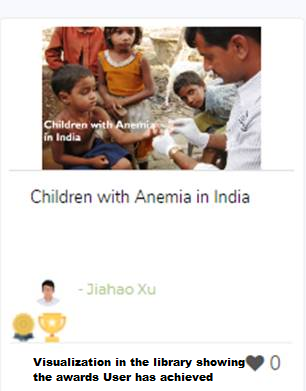 Children with Anemia
in India
Children with Anemia in India
- Jiahao Xu
Visualization in the library showing
the awards User has achieved
0